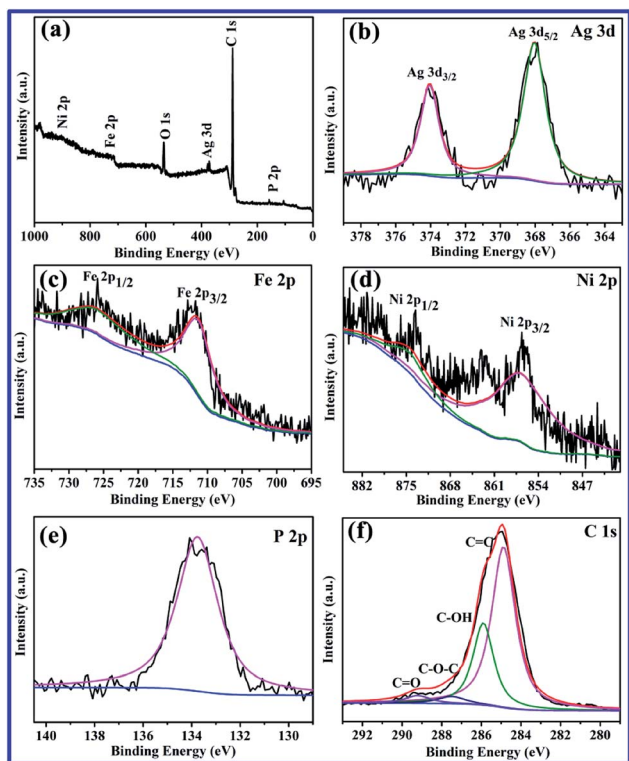 (a)
C 1s
Ni 2p
Fe 2p
O 1s
Ag 3d
P 2p
Intensity (a.u.)
1000 800 600 400 200 0
Binding Energy (eV)
(b)
Ag 3d
Ag 3d5/2
Ag 3d3/2
Intensity (a.u.)
378 376 374 372 370 368 366 364
Binding Energy (eV)
(c)
Fe 2p
Fe 2p1/2
Fe 2p3/2
Intensity (a.u.)
735 730 725 720 715 710 705 700 695
Binding Energy (eV)
(d)
Ni 2p
Ni 2p1/2
Ni 2p3/2
Intensity (a.u.)
882 875 868 861 854 847
Binding Energy (eV)
(e)
P 2p
Intensity (a.u.)
140 138 136 134 132 130
Binding Energy (eV)
(f)
C 1s
C=C
C-OH
C-O-C
C=O
Intensity (a.u.)
292 290 288 286 284 282 280
Binding Energy (eV)